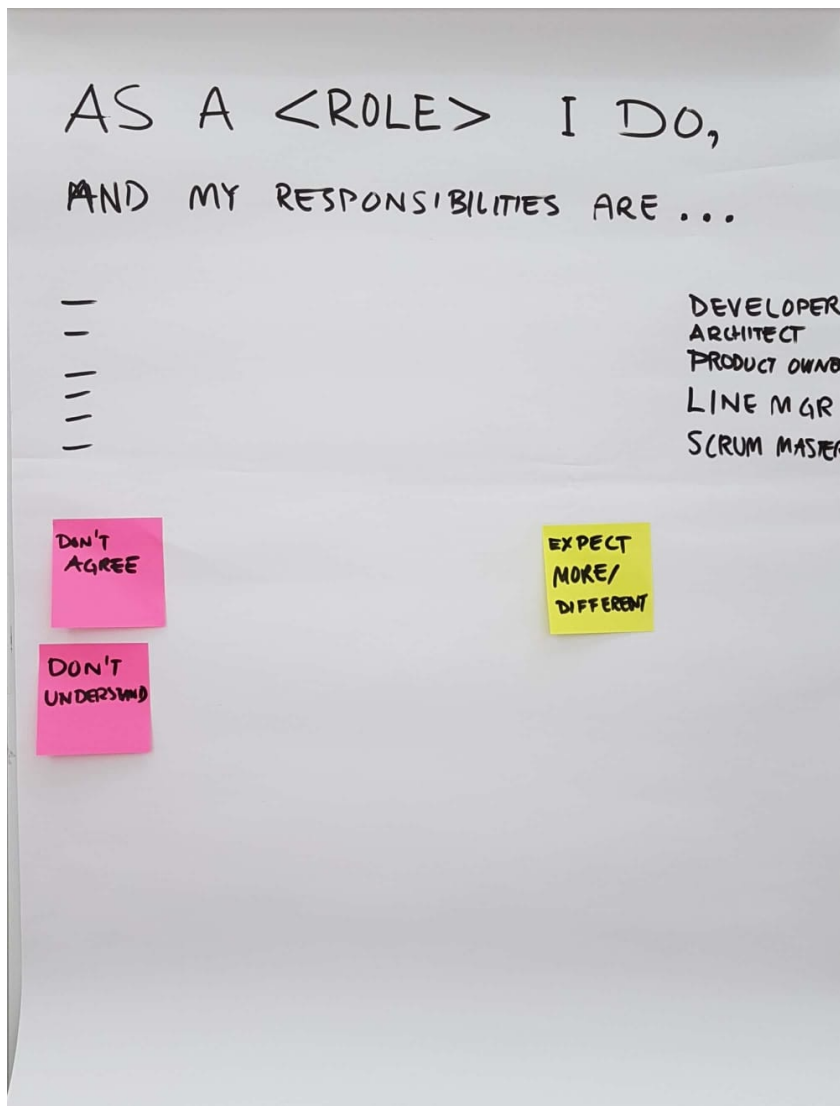 AS A <ROLE> I DO,
AND MY RESPONSIBILITIES ARE ...
—
—
—
—
—
—
DEVELOPER
ARCHITECT
PRODUCT OWNE
LINE MGR
SCRUM MASTER
DON'T
AGREE
EXPECT
MORE/
DIFFERENT
DON'T
UNDERSTAND